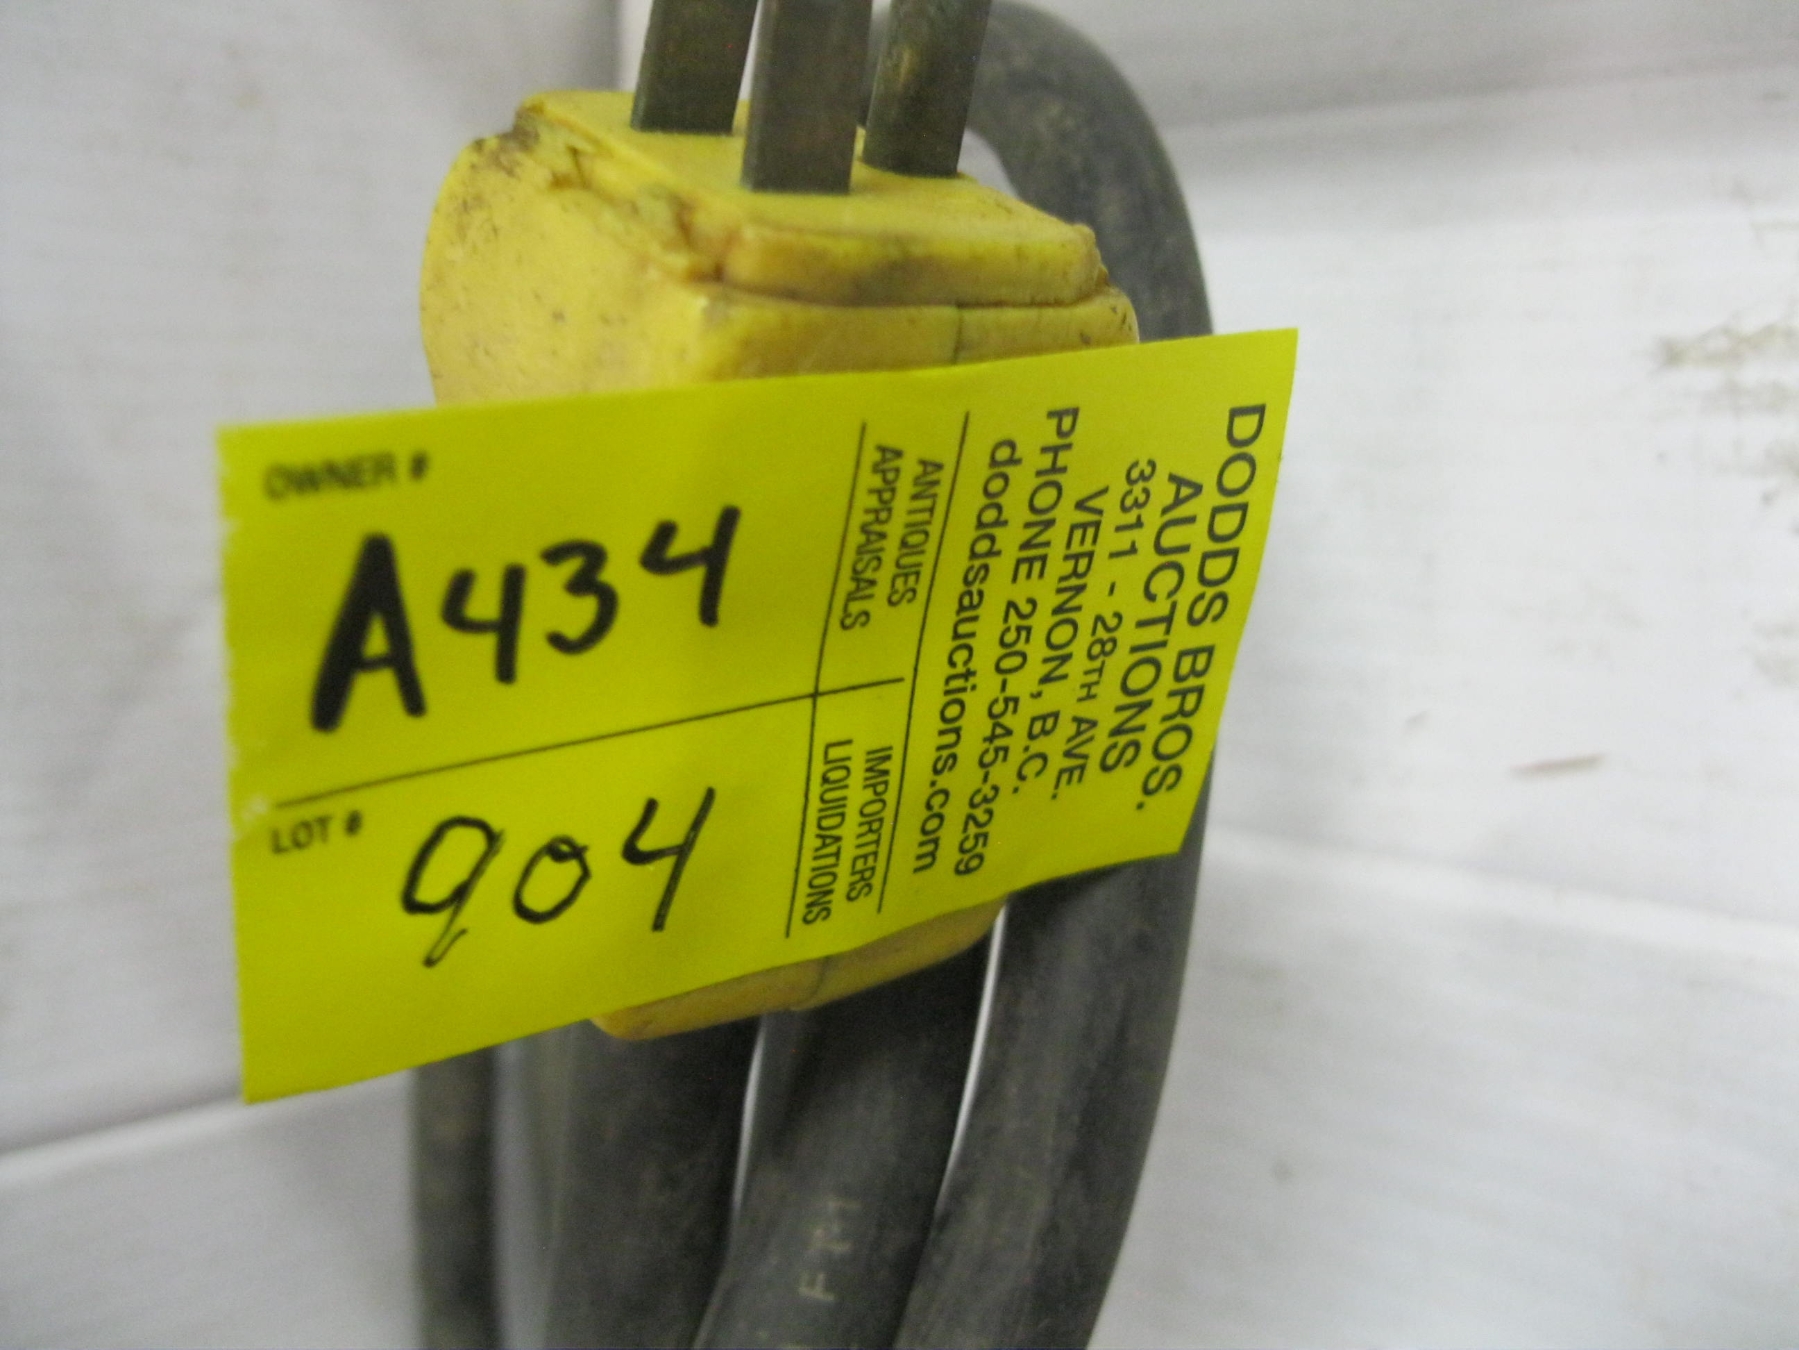 DODDS BROS.
AUCTIONS
3311 - 28TH AVE.
VERNON, B.C.
PHONE 250-545-3259
doddsauctions.com
ANTIQUES
APPRAISALS
IMPORTERS
LIQUIDATIONS
OWNER #
A434
LOT #
904